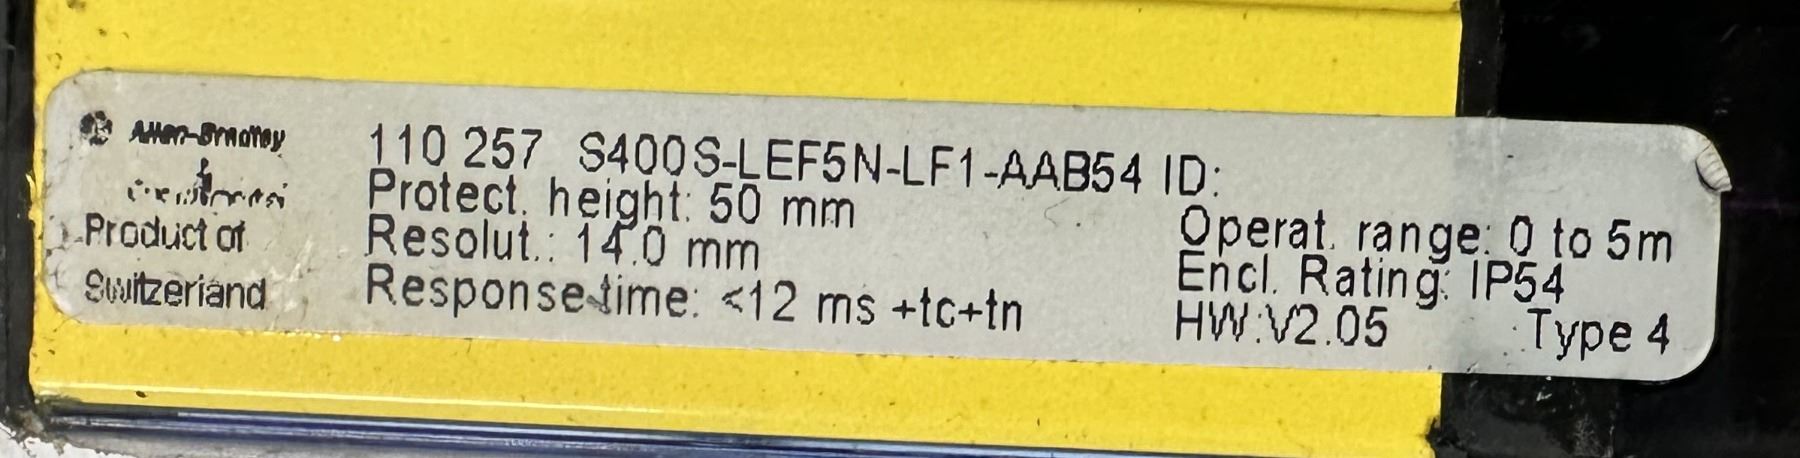 Allen-Bradley
110 257 S400S-LEF5N-LF1-AAB54 ID:
Protect. height: 50 mm
Operat. range: 0 to 5m
Product of
Resolut.: 14.0 mm
Encl. Rating: IP54
Switzerland
Response time: <12 ms +tc+tn
HW:V2.05 Type 4